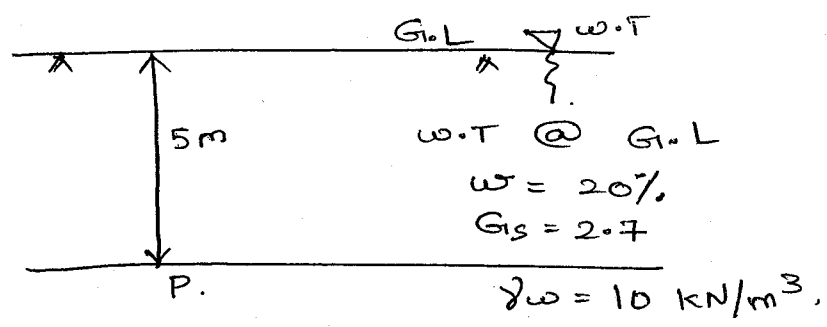 G.L W.T
5m
W.T @ G.L
w = 20%.
Gs = 2.7
P.
γw = 10 kN/m³.